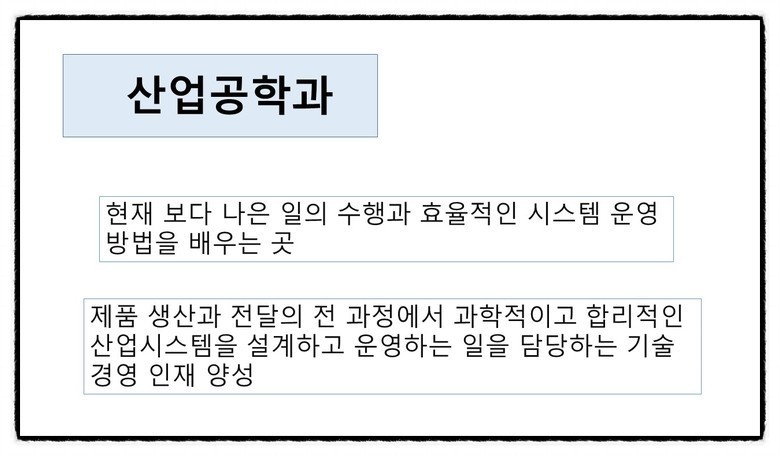 산업공학과
현재 보다 나은 일의 수행과 효율적인 시스템 운영
방법을 배우는 곳
제품 생산과 전달의 전 과정에서 과학적이고 합리적인
산업시스템을 설계하고 운영하는 일을 담당하는 기술
경영 인재 양성